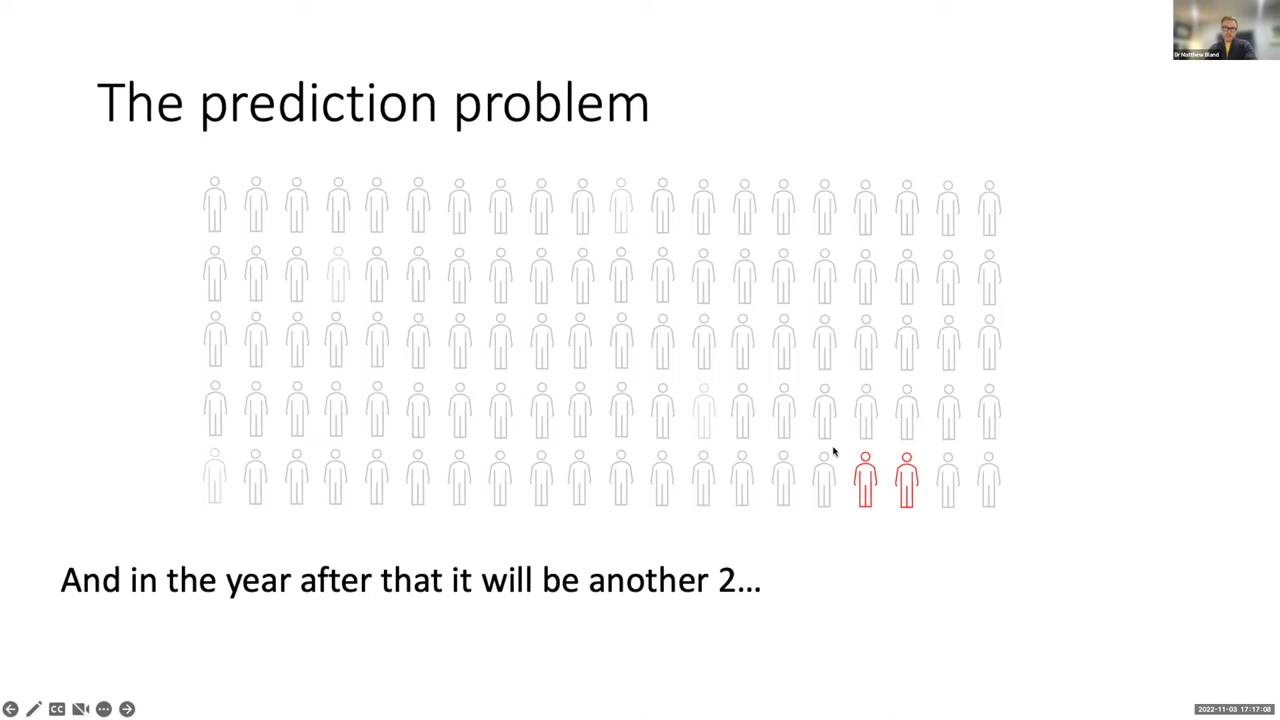 Dr Matthew Bland
The prediction problem
And in the year after that it will be another 2…
CC
2022-11-03 17:17:08